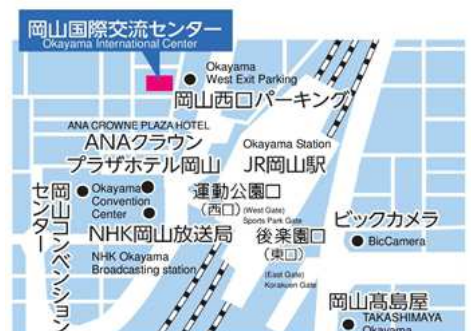 岡山国際交流センター
Okayama International Center
Okayama
West Exit Parking
岡山西口パーキング
ANA CROWNE PLAZA HOTEL
ANAクラウン
プラザホテル岡山
Okayama Station
JR岡山駅
岡山コンベンション
センター
Okayama
Convention
Center
運動公園口
(西口)
(West Gate)
Sports Park Gate
NHK岡山放送局
NHK Okayama
Broadcasting station
後楽園口
(東口)
(East Gate)
Korakuen Gate
ビックカメラ
BicCamera
岡山髙島屋
TAKASHIMAYA
Okayama